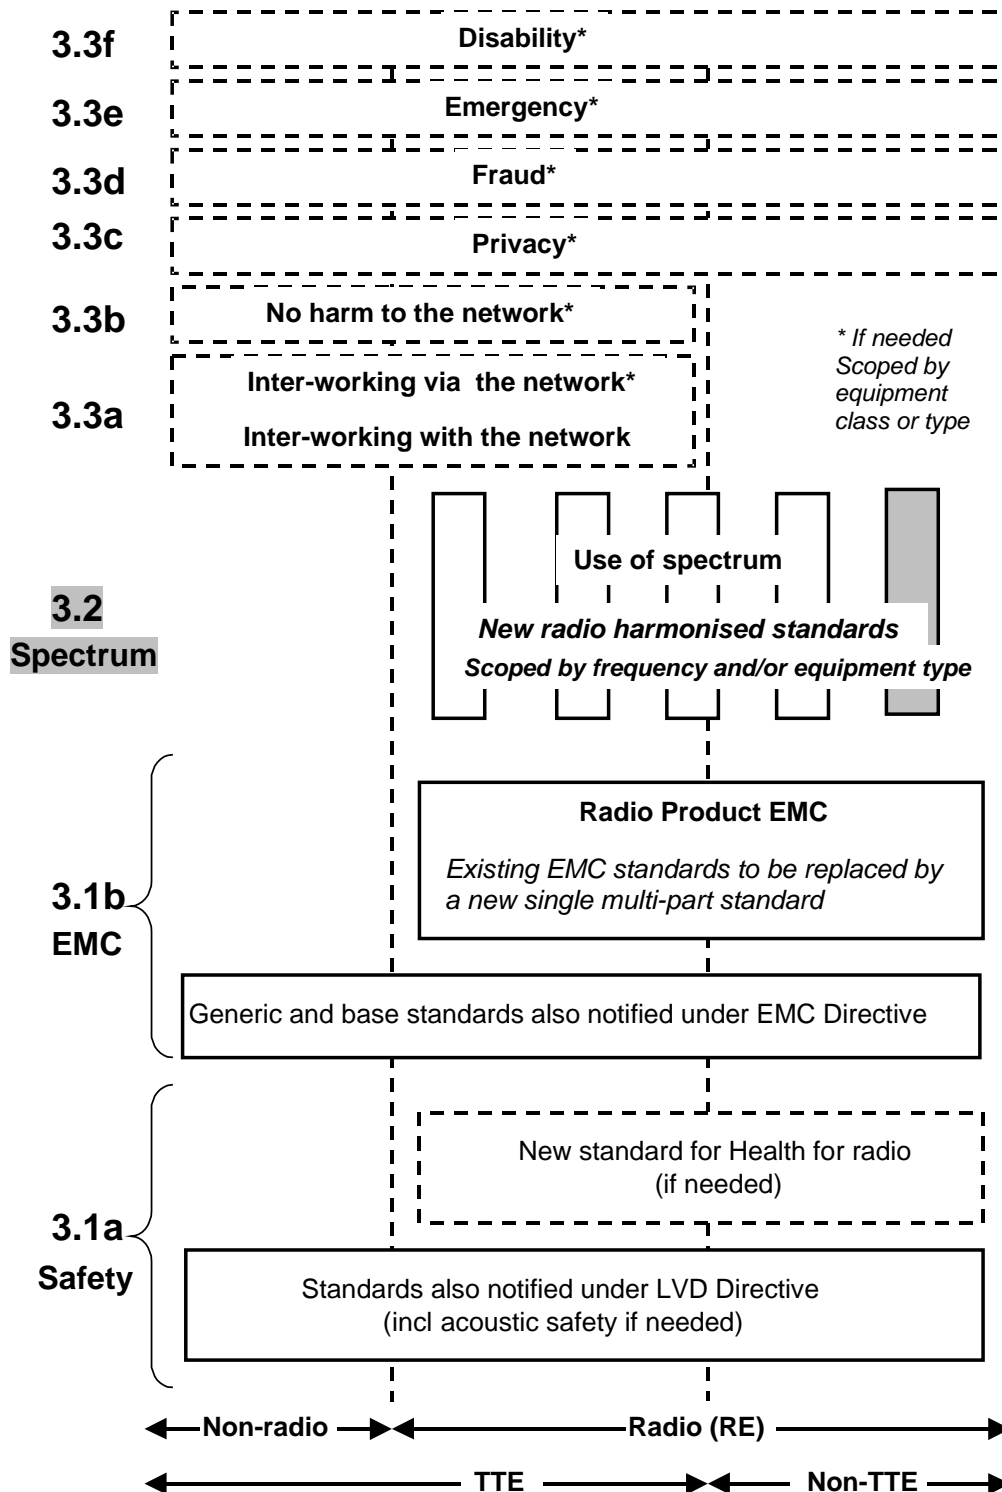 3.3f
Disability*
3.3e
Emergency*
3.3d
Fraud*
3.3c
Privacy*
3.3b
No harm to the network*
* If needed
Scoped by
equipment
class or type
3.3a
Inter-working via the network*
Inter-working with the network
3.2
Spectrum
Use of spectrum
New radio harmonised standards
Scoped by frequency and/or equipment type
3.1b
EMC
Radio Product EMC
Existing EMC standards to be replaced by
a new single multi-part standard
Generic and base standards also notified under EMC Directive
3.1a
Safety
New standard for Health for radio
(if needed)
Standards also notified under LVD Directive
(incl acoustic safety if needed)
Non-radio
Radio (RE)
TTE
Non-TTE